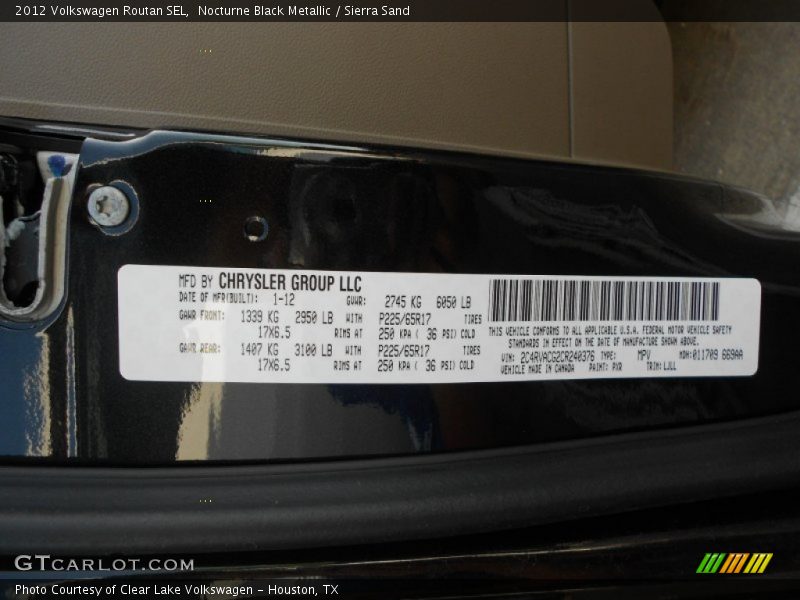 2012 Volkswagen Routan SEL, Nocturne Black Metallic / Sierra Sand
MFD BY CHRYSLER GROUP LLC
DATE OF MFR(BUILT): 1-12 GVWR: 2745 KG 6050 LB
GAWR FRONT: 1339 KG 2950 LB WITH P225/65R17 TIRES
17X6.5 RIMS AT 250 KPA ( 36 PSI) COLD
GAWR REAR: 1407 KG 3100 LB WITH P225/65R17 TIRES
17X6.5 RIMS AT 250 KPA ( 36 PSI) COLD
THIS VEHICLE CONFORMS TO ALL APPLICABLE U.S.A. FEDERAL MOTOR VEHICLE SAFETY
STANDARDS IN EFFECT ON THE DATE OF MANUFACTURE SHOWN ABOVE.
VIN: 2C4RVACG2CR240376 TYPE: MPV MDH: 011709 669AA
VEHICLE MADE IN CANADA PAINT: PXR TRIM: LJLL
GTCARLOT.COM
Photo Courtesy of Clear Lake Volkswagen - Houston, TX